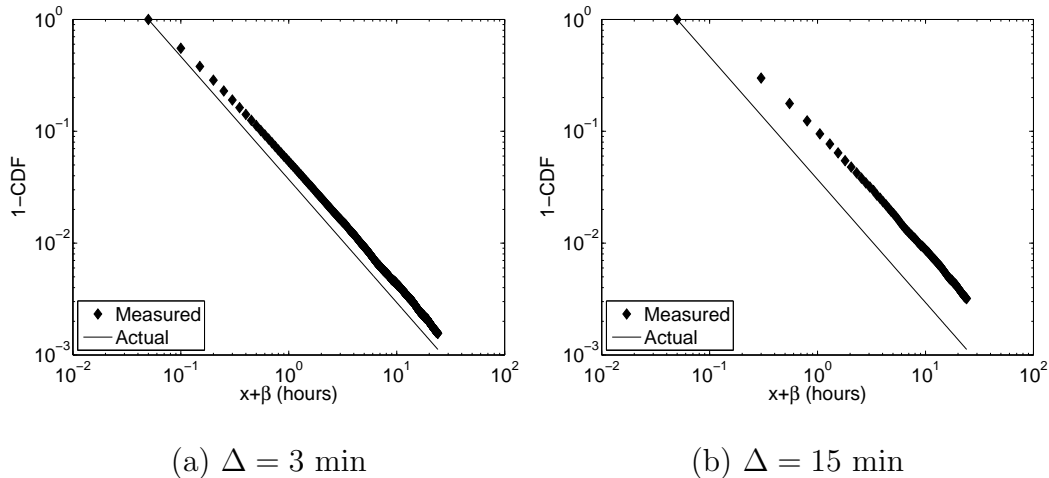 10^0
10^−1
10^−2
10^−3
1−CDF
Measured
Actual
10^−2 10^−1 10^0 10^1 10^2
x+β (hours)
(a) Δ = 3 min
10^0
10^−1
10^−2
10^−3
1−CDF
Measured
Actual
10^−2 10^−1 10^0 10^1 10^2
x+β (hours)
(b) Δ = 15 min